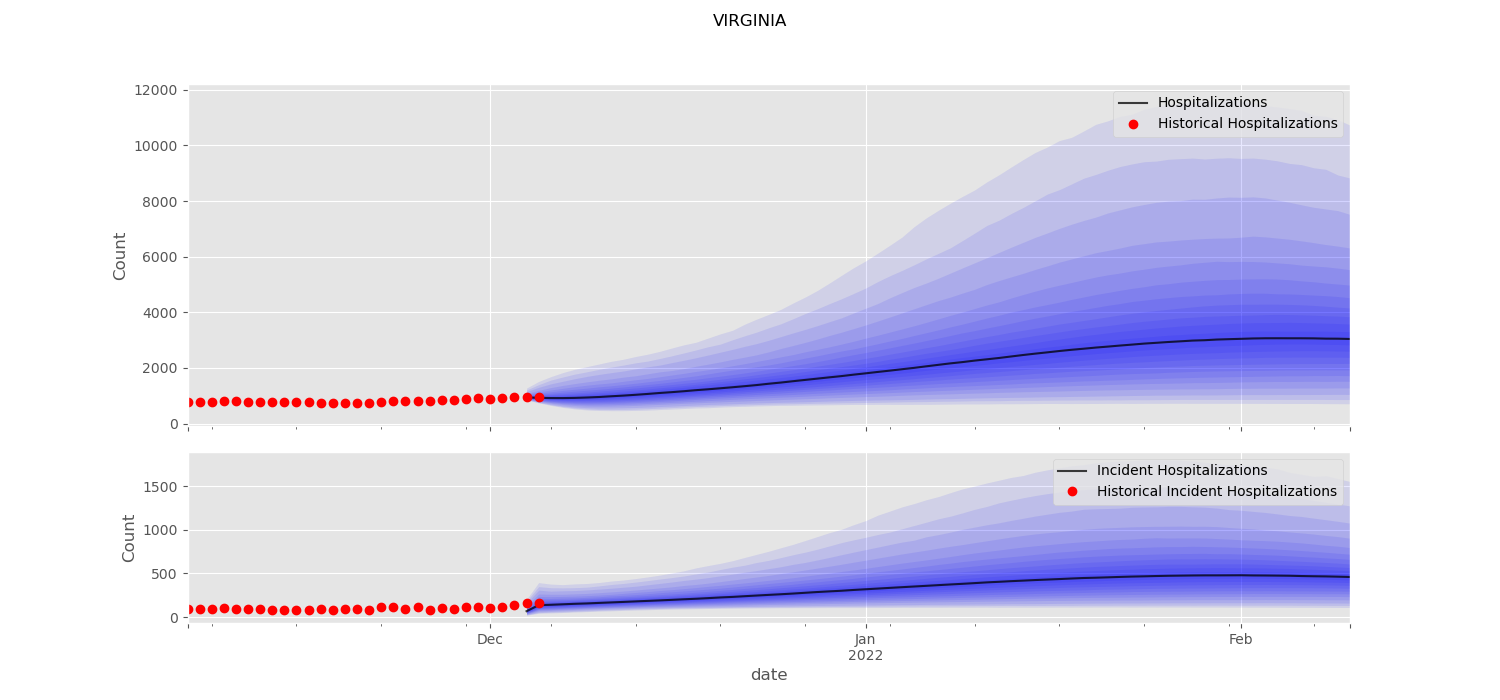 VIRGINIA
12000
10000
8000
6000
4000
2000
0
Count
Hospitalizations
Historical Hospitalizations
1500
1000
500
0
Count
Incident Hospitalizations
Historical Incident Hospitalizations
Dec
Jan
2022
Feb
date